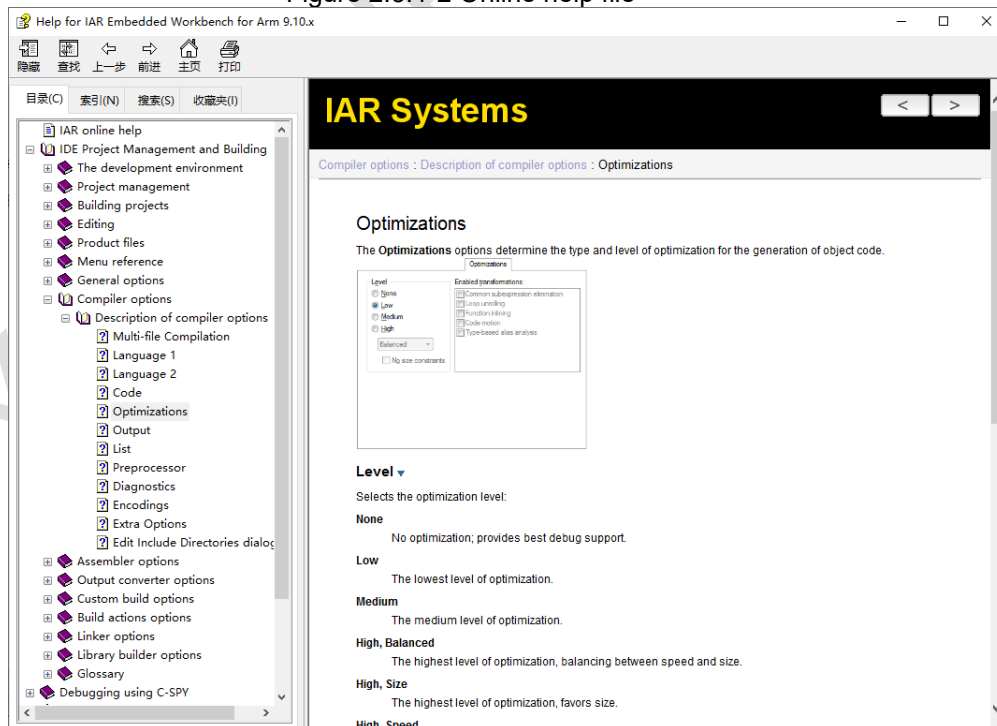 Help for IAR Embedded Workbench for Arm 9.10.x
隐藏 查找 上一步 前进 主页 打印
目录(C) 索引(N) 搜索(S) 收藏夹(I)
IAR online help
IDE Project Management and Building
The development environment
Project management
Building projects
Editing
Product files
Menu reference
General options
Compiler options
Description of compiler options
Multi-file Compilation
Language 1
Language 2
Code
Optimizations
Output
List
Preprocessor
Diagnostics
Encodings
Extra Options
Edit Include Directories dialog
Assembler options
Output converter options
Custom build options
Build actions options
Linker options
Library builder options
Glossary
Debugging using C-SPY
IAR Systems
< >
Compiler options : Description of compiler options : Optimizations
Optimizations
The Optimizations options determine the type and level of optimization for the generation of object code.
Optimizations
Level
None
Low
Medium
High
Balanced
No size constraints
Enabled transformations:
Common subexpression elimination
Loop unrolling
Function inlining
Code motion
Type-based alias analysis
Level
Selects the optimization level:
None
No optimization; provides best debug support.
Low
The lowest level of optimization.
Medium
The medium level of optimization.
High, Balanced
The highest level of optimization, balancing between speed and size.
High, Size
The highest level of optimization, favors size.
High, Speed